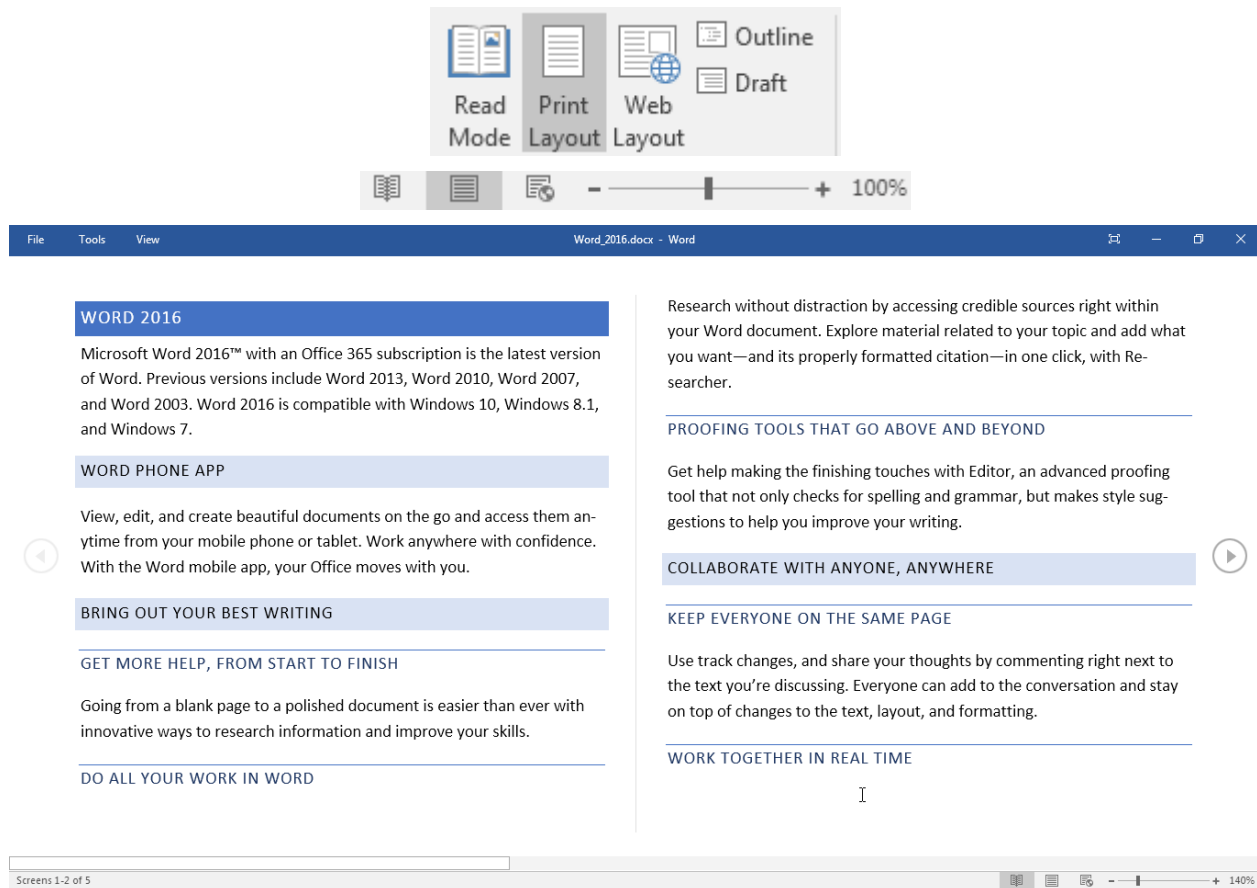 Read
Mode
Print
Layout
Web
Layout
Outline
Draft
100%
File Tools View Word_2016.docx - Word
WORD 2016
Microsoft Word 2016™ with an Office 365 subscription is the latest version
of Word. Previous versions include Word 2013, Word 2010, Word 2007,
and Word 2003. Word 2016 is compatible with Windows 10, Windows 8.1,
and Windows 7.
WORD PHONE APP
View, edit, and create beautiful documents on the go and access them an-
ytime from your mobile phone or tablet. Work anywhere with confidence.
With the Word mobile app, your Office moves with you.
BRING OUT YOUR BEST WRITING
GET MORE HELP, FROM START TO FINISH
Going from a blank page to a polished document is easier than ever with
innovative ways to research information and improve your skills.
DO ALL YOUR WORK IN WORD
Research without distraction by accessing credible sources right within
your Word document. Explore material related to your topic and add what
you want—and its properly formatted citation—in one click, with Re-
searcher.
PROOFING TOOLS THAT GO ABOVE AND BEYOND
Get help making the finishing touches with Editor, an advanced proofing
tool that not only checks for spelling and grammar, but makes style sug-
gestions to help you improve your writing.
COLLABORATE WITH ANYONE, ANYWHERE
KEEP EVERYONE ON THE SAME PAGE
Use track changes, and share your thoughts by commenting right next to
the text you’re discussing. Everyone can add to the conversation and stay
on top of changes to the text, layout, and formatting.
WORK TOGETHER IN REAL TIME
Screens 1-2 of 5
140%